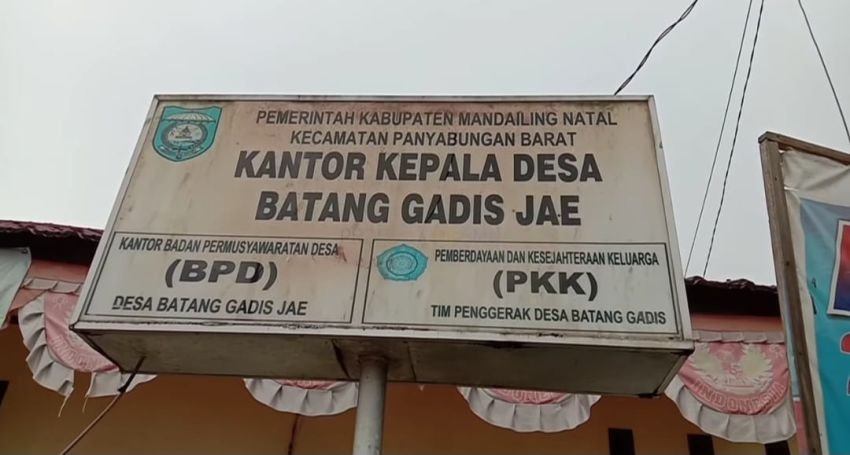 PEMERINTAH KABUPATEN MANDAILING NATAL
KECAMATAN PANYABUNGAN BARAT
KANTOR KEPALA DESA
BATANG GADIS JAE
KANTOR BADAN PERMUSYAWARATAN DESA
(BPD)
DESA BATANG GADIS JAE
PEMBERDAYAAN DAN KESEJAHTERAAN KELUARGA
(PKK)
TIM PENGGERAK DESA BATANG GADIS
INDONESIA